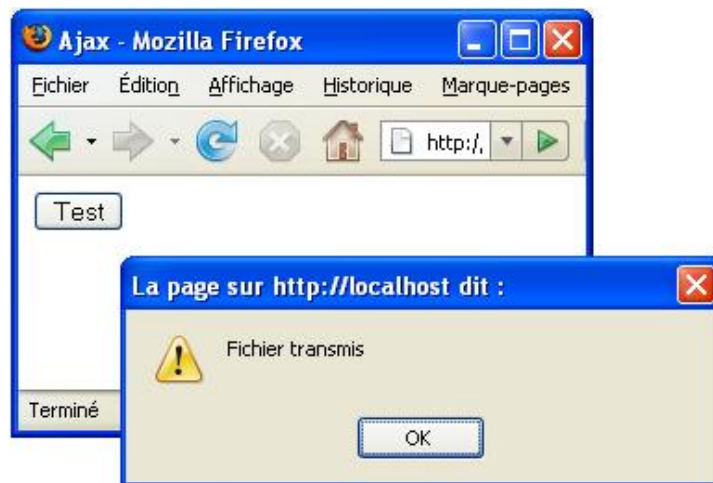 Ajax - Mozilla Firefox
Fichier Édition Affichage Historique Marque-pages
http:/,
Test
La page sur http://localhost dit :
Fichier transmis
OK
Terminé